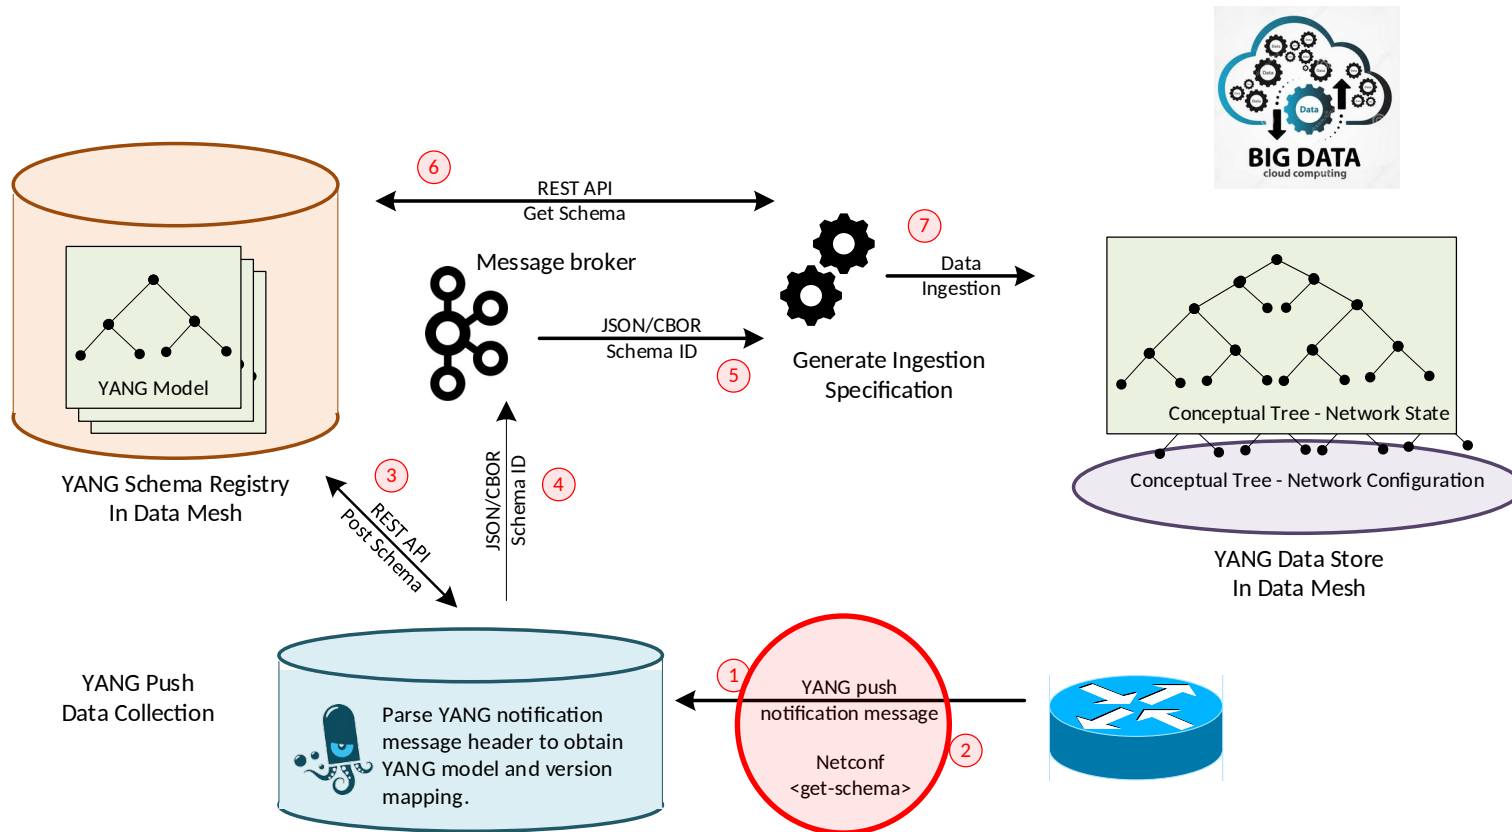 BIG DATA
cloud computing
Data
6
REST API
Get Schema
7
Data
Ingestion
Message broker
JSON/CBOR
Schema ID
5
Generate Ingestion
Specification
YANG Model
Conceptual Tree - Network State
Conceptual Tree - Network Configuration
YANG Schema Registry
In Data Mesh
3
REST API
Post Schema
4
JSON/CBOR
Schema ID
YANG Data Store
In Data Mesh
YANG Push
Data Collection
Parse YANG notification
message header to obtain
YANG model and version
mapping.
1
YANG push
notification message
2
Netconf
<get-schema>